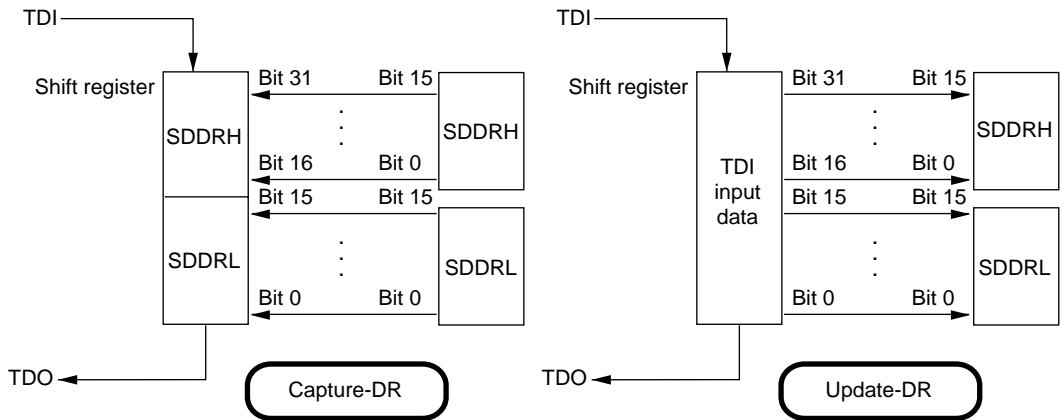 TDI
Shift register
SDDRH
SDDRL
Bit 31 Bit 15
.
.
.
Bit 16 Bit 0
Bit 15 Bit 15
.
.
.
Bit 0 Bit 0
SDDRH
SDDRL
TDO
Capture-DR
TDI
Shift register
TDI
input
data
Bit 31 Bit 15
.
.
.
Bit 16 Bit 0
Bit 15 Bit 15
.
.
.
Bit 0 Bit 0
SDDRH
SDDRL
TDO
Update-DR